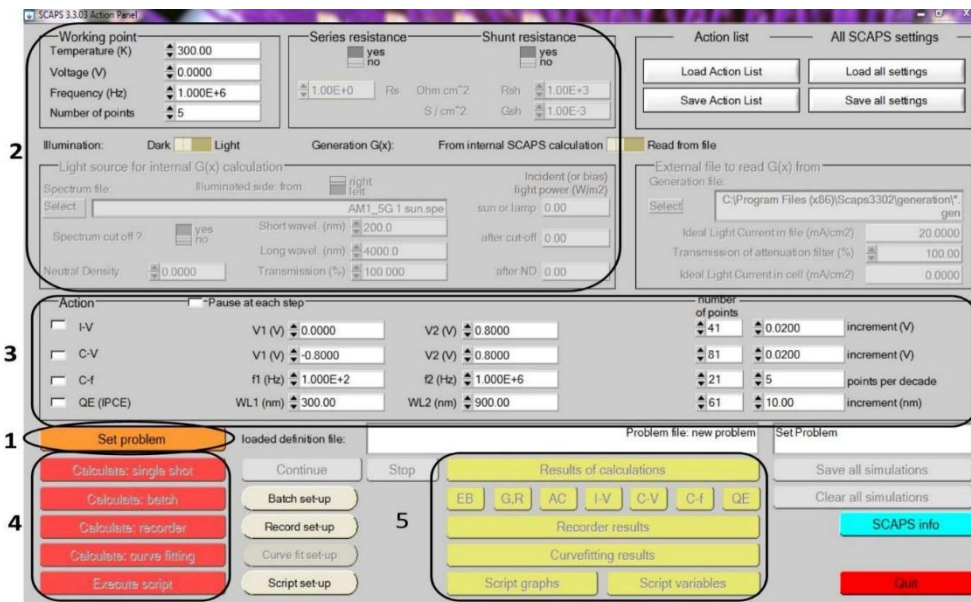 SCAPS 3.3.03 Action Panel
Working point
Temperature (K) 300.00
Voltage (V) 0.0000
Frequency (Hz) 1.000E+6
Number of points 5
Series resistance
yes
no
Shunt resistance
yes
no
1.00E+0 Rs Ohm.cm^2 Rsh 1.00E+3
S / cm^2 Gsh 1.00E-3
Action list
Load Action List
Save Action List
All SCAPS settings
Load all settings
Save all settings
2
Illumination: Dark Light Generation G(x): From internal SCAPS calculation Read from file
Light source for internal G(x) calculation
Spectrum file: Illuminated side: from right
left
Incident (or bias)
light power (W/m2)
Select AM1_5G 1 sun.spe sun or lamp 0.00
Spectrum cut off ? yes
no
Short wavel. (nm) 200.0
Long wavel. (nm) 4000.0
after cut-off 0.00
Neutral Density 0.0000 Transmission (%) 100.000 after ND 0.00
External file to read G(x) from
Generation file:
Select C:\Program Files (x86)\Scaps3302\generation\*.
gen
Ideal Light Current in file (mA/cm2) 20.0000
Transmission of attenuation filter (%) 100.00
Ideal Light Current in cell (mA/cm2) 0.0000
3
Action Pause at each step number
of points
I-V V1 (V) 0.0000 V2 (V) 0.8000 41 0.0200 increment (V)
C-V V1 (V) -0.8000 V2 (V) 0.8000 81 0.0200 increment (V)
C-f f1 (Hz) 1.000E+2 f2 (Hz) 1.000E+6 21 5 points per decade
QE (IPCE) WL1 (nm) 300.00 WL2 (nm) 900.00 61 10.00 increment (nm)
1
Set problem loaded definition file: Problem file: new problem Set Problem
4
Calculate: single shot Continue Stop
Calculate: batch Batch set-up
Calculate: recorder Record set-up
Calculate: curve fitting Curve fit set-up
Execute script Script set-up
5
Results of calculations
EB G,R AC I-V C-V C-f QE
Recorder results
Curvefitting results
Script graphs Script variables
Save all simulations
Clear all simulations
SCAPS info
Quit